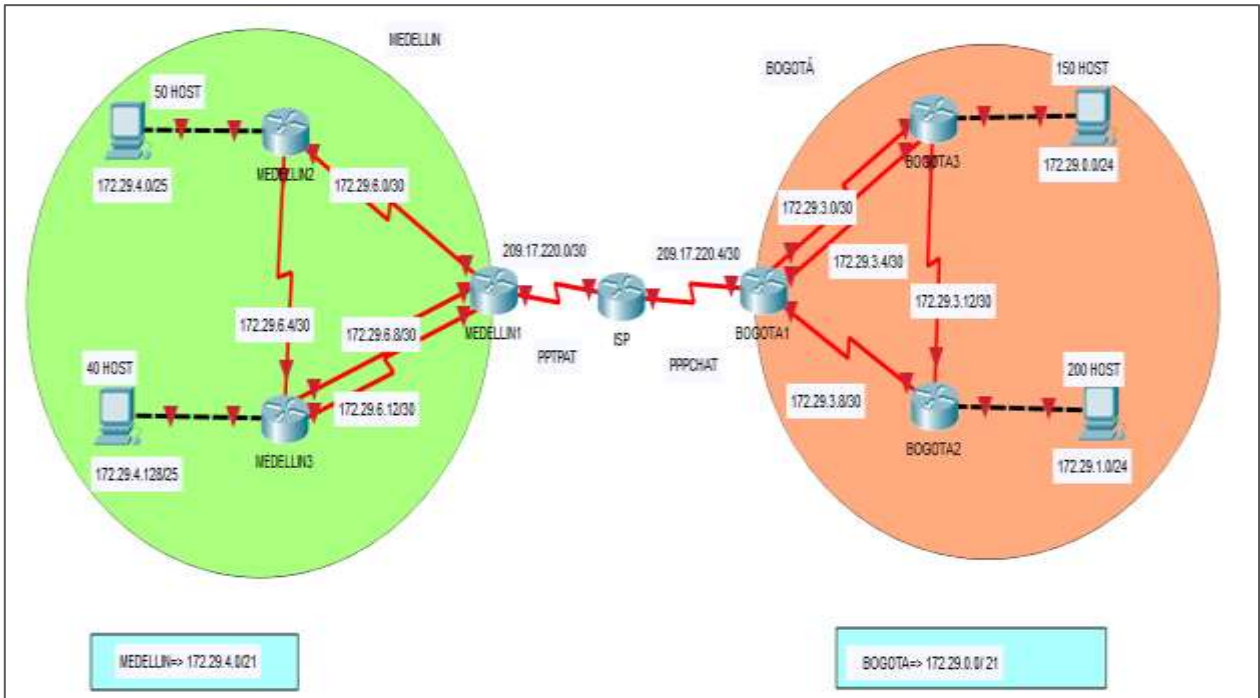 MEDELLIN
BOGOTÁ
50 HOST
150 HOST
MEDELLIN2
BOGOTA3
172.29.4.0/25
172.29.6.0/30
172.29.0.0/24
172.29.3.0/30
209.17.220.0/30
209.17.220.4/30
172.29.3.4/30
172.29.6.4/30
172.29.6.8/30
MEDELLIN1
ISP
BOGOTA1
172.29.3.12/30
PPTPAT
PPPCHAT
40 HOST
200 HOST
172.29.6.12/30
172.29.3.8/30
MEDELLIN3
BOGOTA2
172.29.4.128/25
172.29.1.0/24
MEDELLIN=> 172.29.4.0/21
BOGOTA=> 172.29.0.0/ 21